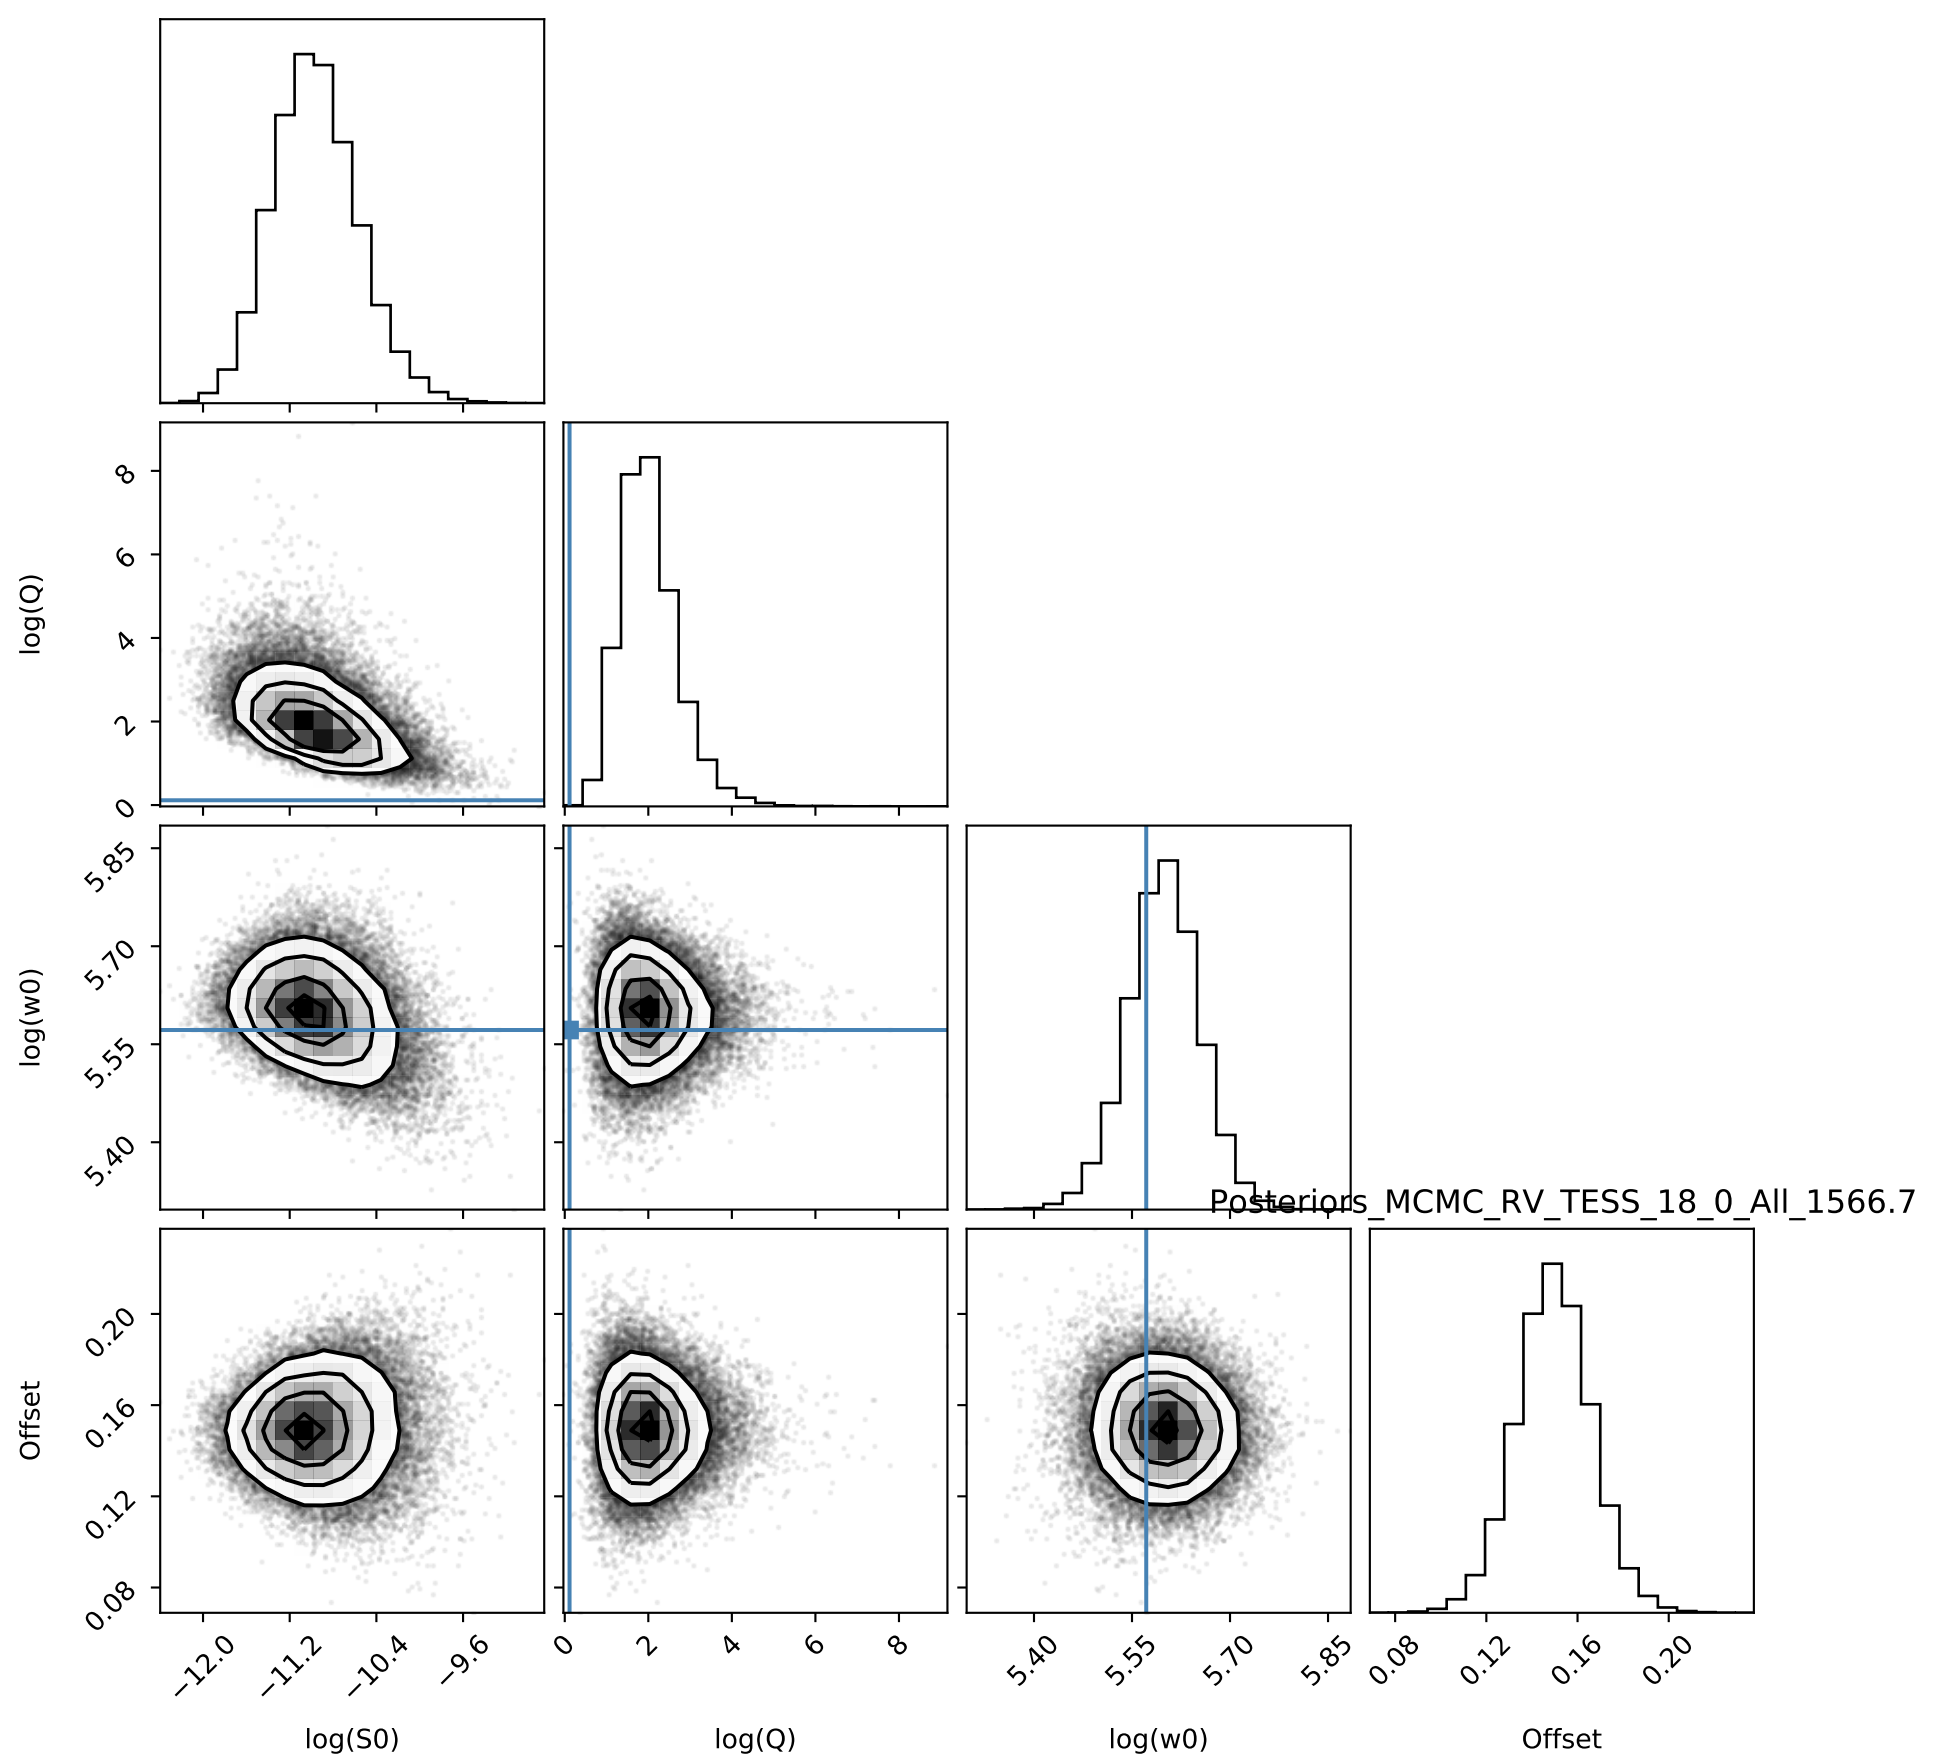 log(Q)
8
6
4
2
0
log(w0)
5.85
5.70
5.55
5.40
Posteriors_MCMC_RV_TESS_18_0_All_1566.7
Offset
0.20
0.16
0.12
0.08
−12.0 −11.2 −10.4 −9.6
0 2 4 6 8
5.40 5.55 5.70 5.85
0.08 0.12 0.16 0.20
log(S0) log(Q) log(w0) Offset